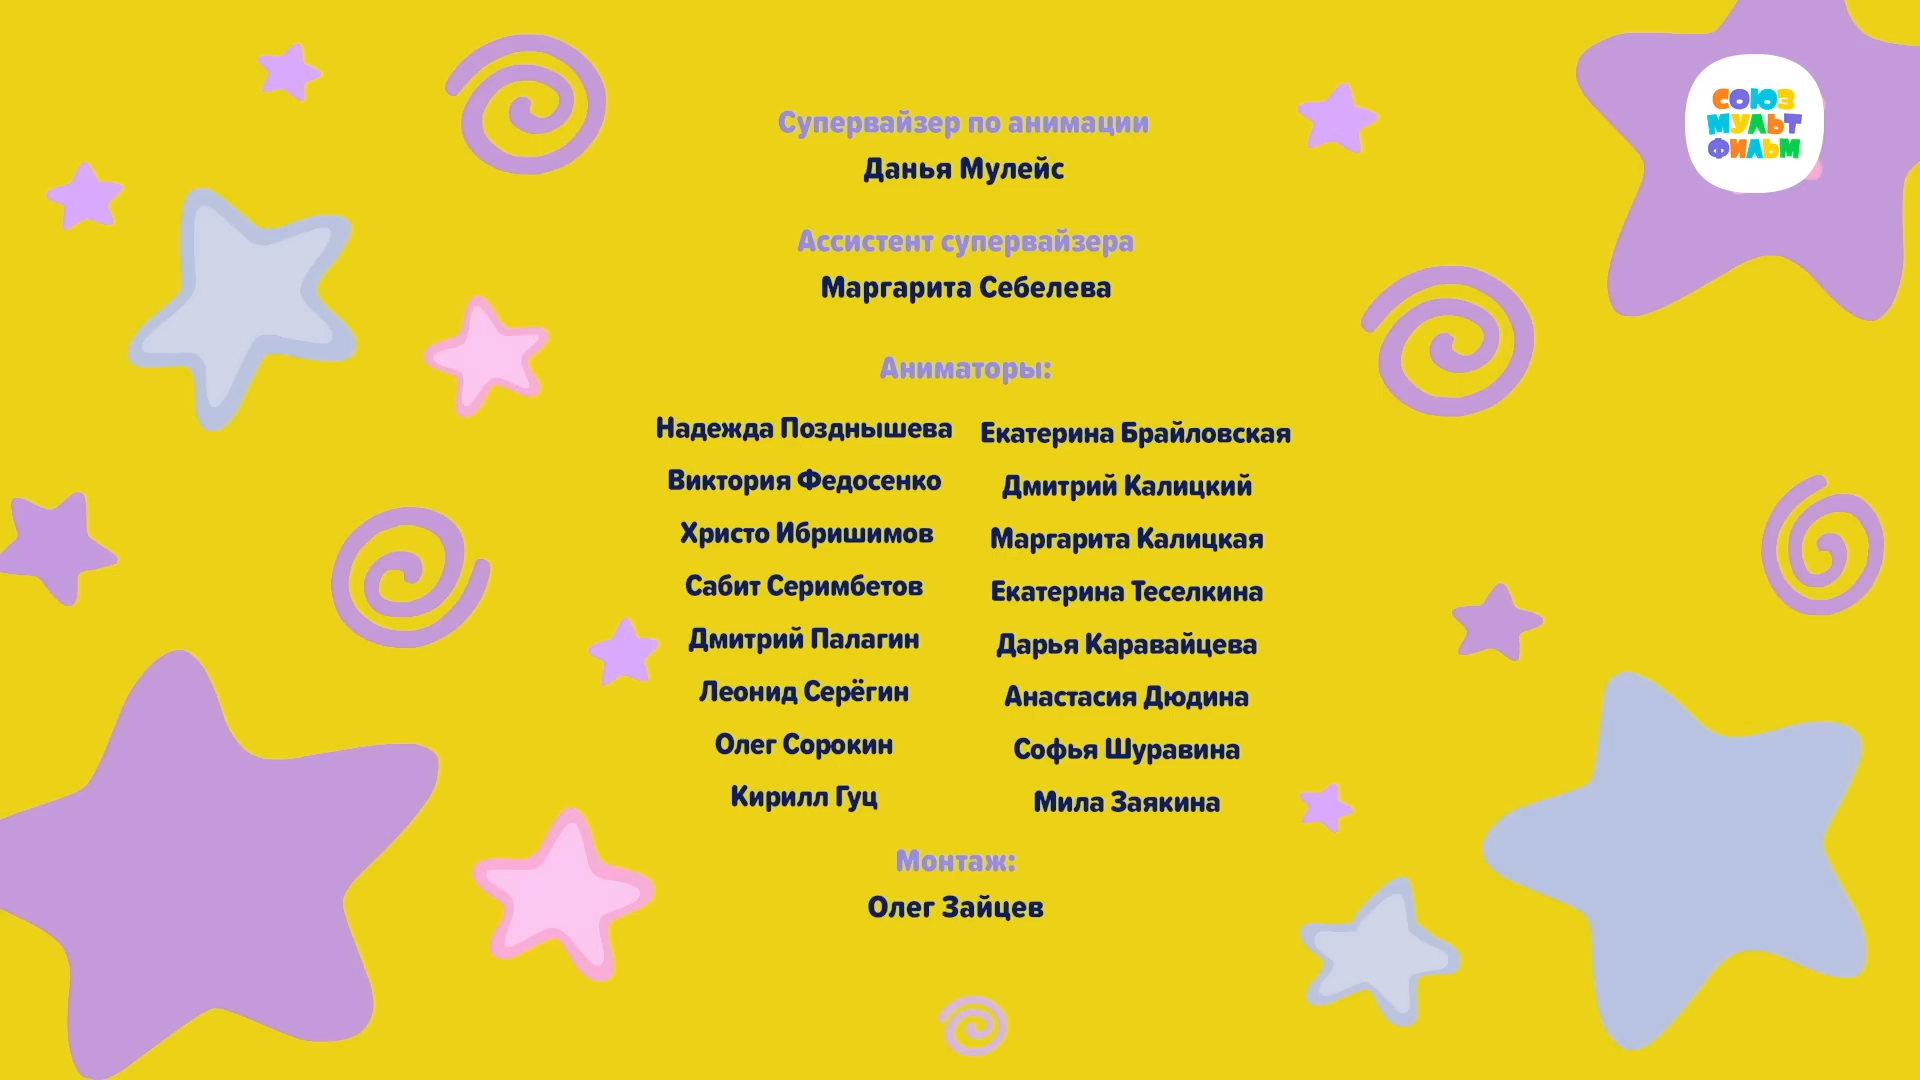 Супервайзер по анимации
Данья Мулейс
Ассистент супервайзера
Маргарита Себелева
Аниматоры:
Надежда Позднышева
Виктория Федосенко
Христо Ибришимов
Сабит Серимбетов
Дмитрий Палагин
Леонид Серёгин
Олег Сорокин
Кирилл Гуц
Екатерина Брайловская
Дмитрий Калицкий
Маргарита Калицкая
Екатерина Теселкина
Дарья Каравайцева
Анастасия Дюдина
Софья Шуравина
Мила Заякина
Монтаж:
Олег Зайцев
СОЮЗ
МУЛЬТ
ФИЛЬМ